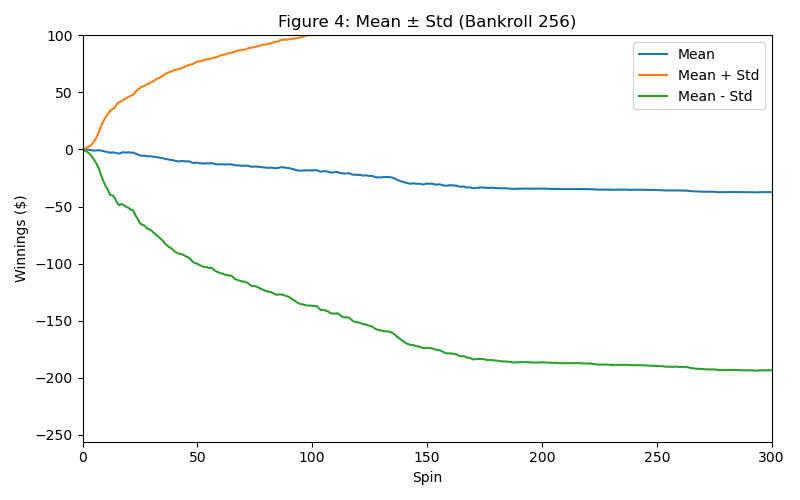 Figure 4: Mean ± Std (Bankroll 256)
Mean
Mean + Std
Mean - Std
100
50
0
−50
−100
−150
−200
−250
Winnings ($)
0 50 100 150 200 250 300
Spin